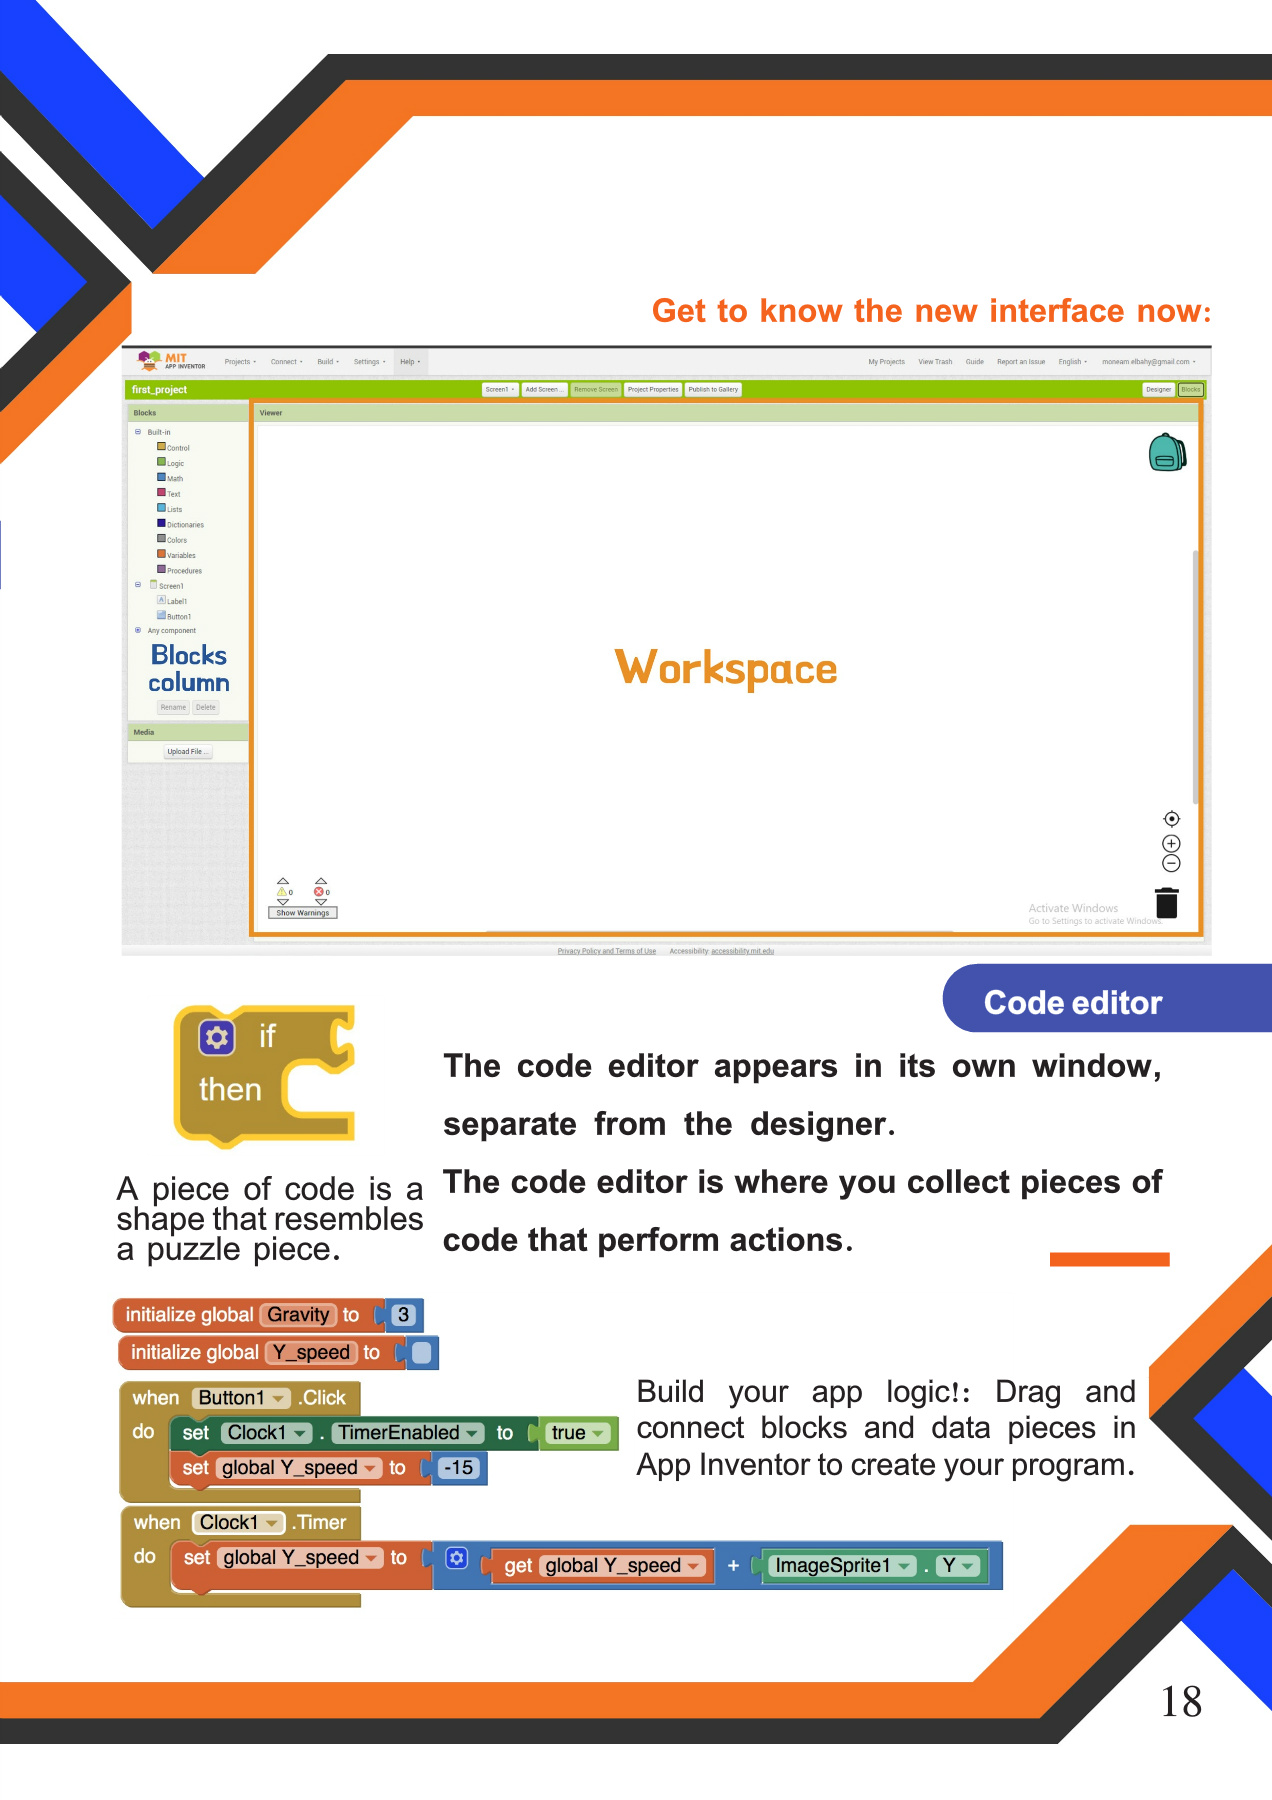 Get to know the new interface now:
MIT
APP INVENTOR
Projects Connect Build Settings Help My Projects View Trash Guide Report an Issue English moneam.elbahy@gmail.com
first_project Screen1 Add Screen ... Remove Screen Project Properties Publish to Gallery Designer Blocks
Blocks Viewer
Built-in
Control
Logic
Math
Text
Lists
Dictionaries
Colors
Variables
Procedures
Screen1
Label1
Button1
Any component
Blocks
column
Workspace
Rename Delete
Media
Upload File ...
0 0
Show Warnings
Activate Windows
Go to Settings to activate Windows.
Privacy Policy and Terms of Use Accessibility: accessibility.mit.edu
Code editor
if
then
The code editor appears in its own window,
separate from the designer.
The code editor is where you collect pieces of
code that perform actions.
A piece of code is a
shape that resembles
a puzzle piece.
initialize global Gravity to 3
initialize global Y_speed to
when Button1 .Click
do set Clock1 . TimerEnabled to true
set global Y_speed to -15
when Clock1 .Timer
do set global Y_speed to get global Y_speed + ImageSprite1 . Y
Build your app logic!: Drag and
connect blocks and data pieces in
App Inventor to create your program.
18